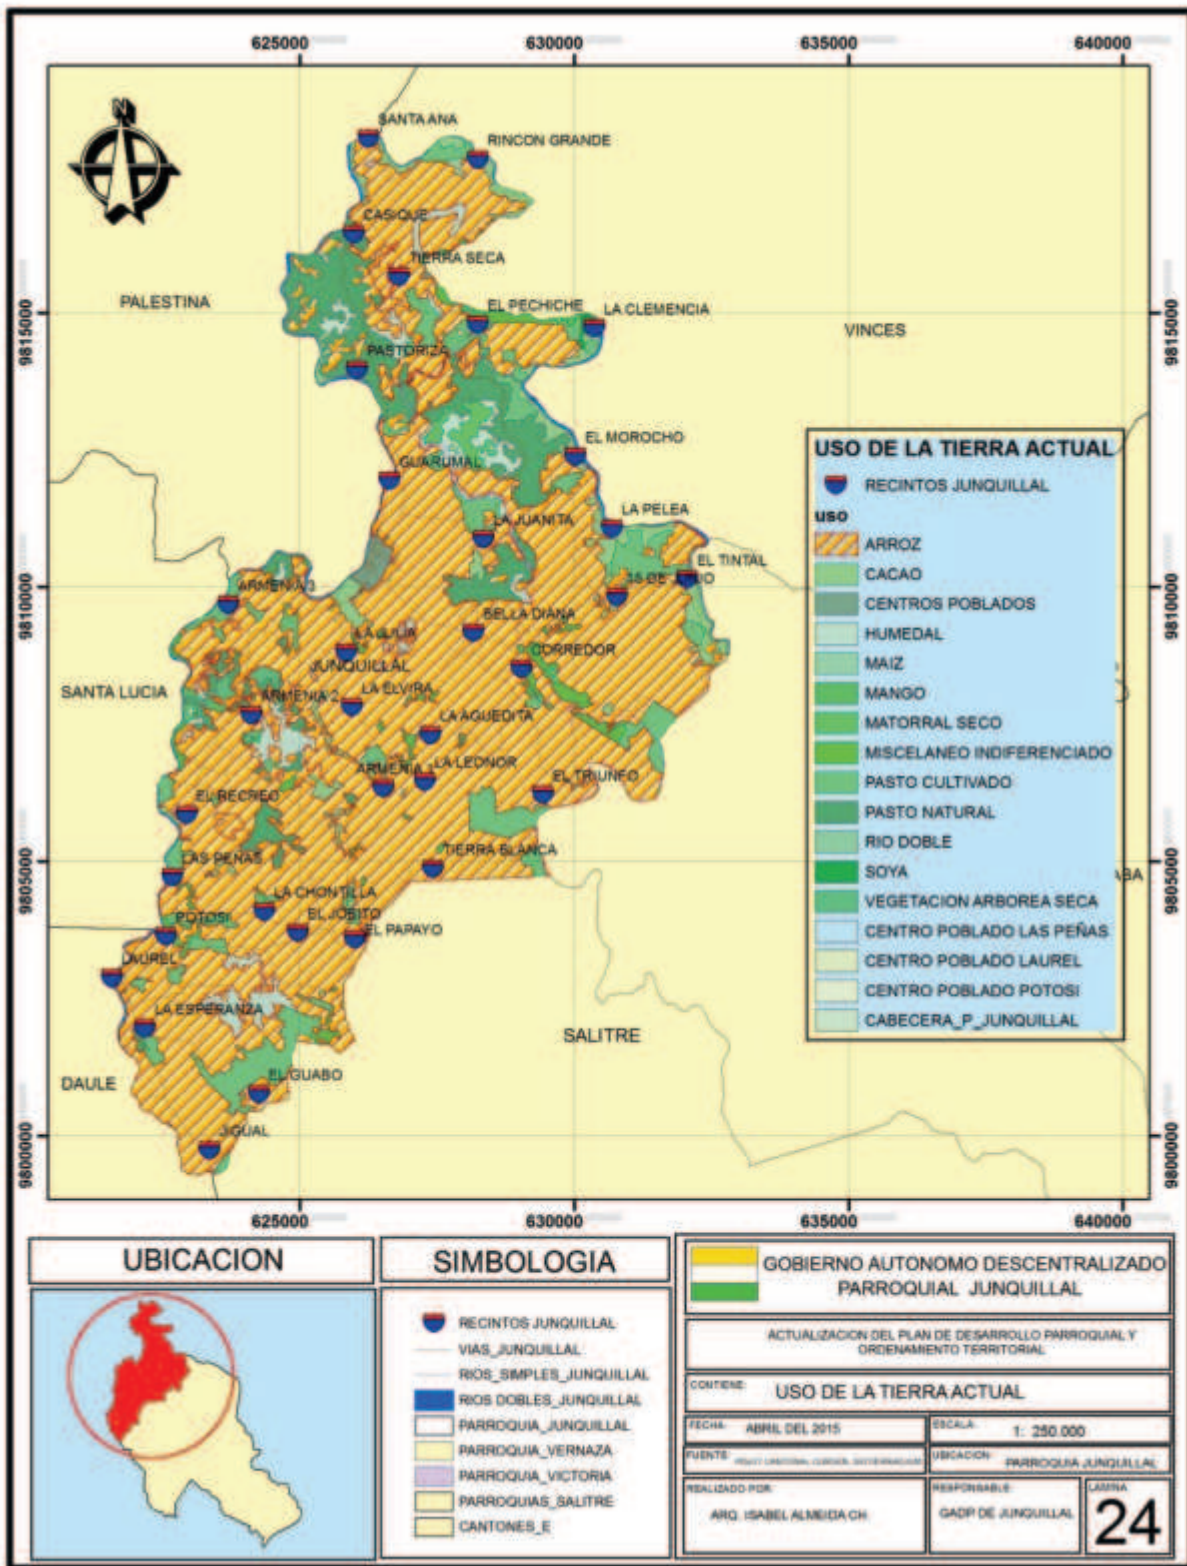 625000 630000 635000 640000
N
SANTA ANA
RINCON GRANDE
CASIQUE
TIERRA SECA
PALESTINA
EL PECHICHE
LA CLEMENCIA
VINCES
9815000
9815000
PASTORIZA
EL MOROCHO
GUARUMAL
LA PELEA
LA JUANITA
EL TINTAL
ARMENIA 3
9810000
9810000
BELLA DIANA
LA JULIA
CORREDOR
JUNQUILLAL
SANTA LUCIA
ARMENIA 2
LA ELVIRA
LA AGUEDITA
ARMENIA 1
LA LEONOR
EL TRIUNFO
EL RECREO
LAS PEÑAS
TIERRA BLANCA
9805000
9805000
LA CHONTILLA
POTOSI
EL JOBITO
EL PAPAYO
LAUREL
LA ESPERANZA
SALITRE
DAULE
EL GUABO
JIGUAL
9800000
9800000
625000 630000 635000 640000
USO DE LA TIERRA ACTUAL
RECINTOS JUNQUILLAL
uso
ARROZ
CACAO
CENTROS POBLADOS
HUMEDAL
MAIZ
MANGO
MATORRAL SECO
MISCELANEO INDIFERENCIADO
PASTO CULTIVADO
PASTO NATURAL
RIO DOBLE
SOYA
VEGETACION ARBOREA SECA
CENTRO POBLADO LAS PEÑAS
CENTRO POBLADO LAUREL
CENTRO POBLADO POTOSI
CABECERA_P_JUNQUILLAL
ABA
UBICACION
SIMBOLOGIA
RECINTOS JUNQUILLAL
VIAS_JUNQUILLAL
RIOS_SIMPLES_JUNQUILLAL
RIOS DOBLES_JUNQUILLAL
PARROQUIA_JUNQUILLAL
PARROQUIA_VERNAZA
PARROQUIA_VICTORIA
PARROQUIAS_SALITRE
CANTONES_E
GOBIERNO AUTONOMO DESCENTRALIZADO
PARROQUIAL JUNQUILLAL
ACTUALIZACION DEL PLAN DE DESARROLLO PARROQUIAL Y
ORDENAMIENTO TERRITORIAL
CONTIENE: USO DE LA TIERRA ACTUAL
FECHA: ABRIL DEL 2015
ESCALA: 1: 250.000
FUENTE:
UBICACION: PARROQUIA JUNQUILLAL
REALIZADO POR:
ARQ. ISABEL ALMEIDA CH.
RESPONSABLE:
GADP DE JUNQUILLAL
LAMINA
24